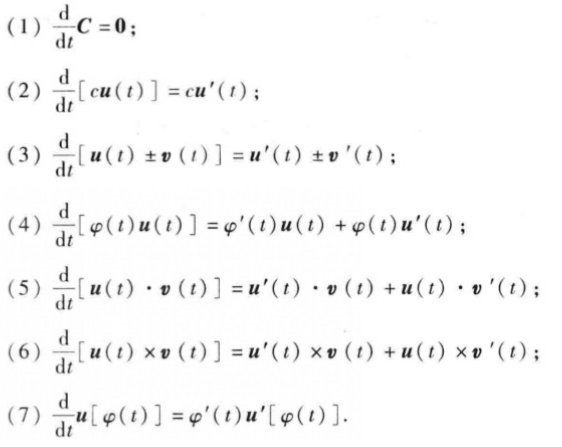 (1) d/dt C = 0;
(2) d/dt [cu(t)] = cu′(t);
(3) d/dt [u(t) ± v(t)] = u′(t) ± v′(t);
(4) d/dt [φ(t)u(t)] = φ′(t)u(t) + φ(t)u′(t);
(5) d/dt [u(t) · v(t)] = u′(t) · v(t) + u(t) · v′(t);
(6) d/dt [u(t) × v(t)] = u′(t) × v(t) + u(t) × v′(t);
(7) d/dt u[φ(t)] = φ′(t)u′[φ(t)].